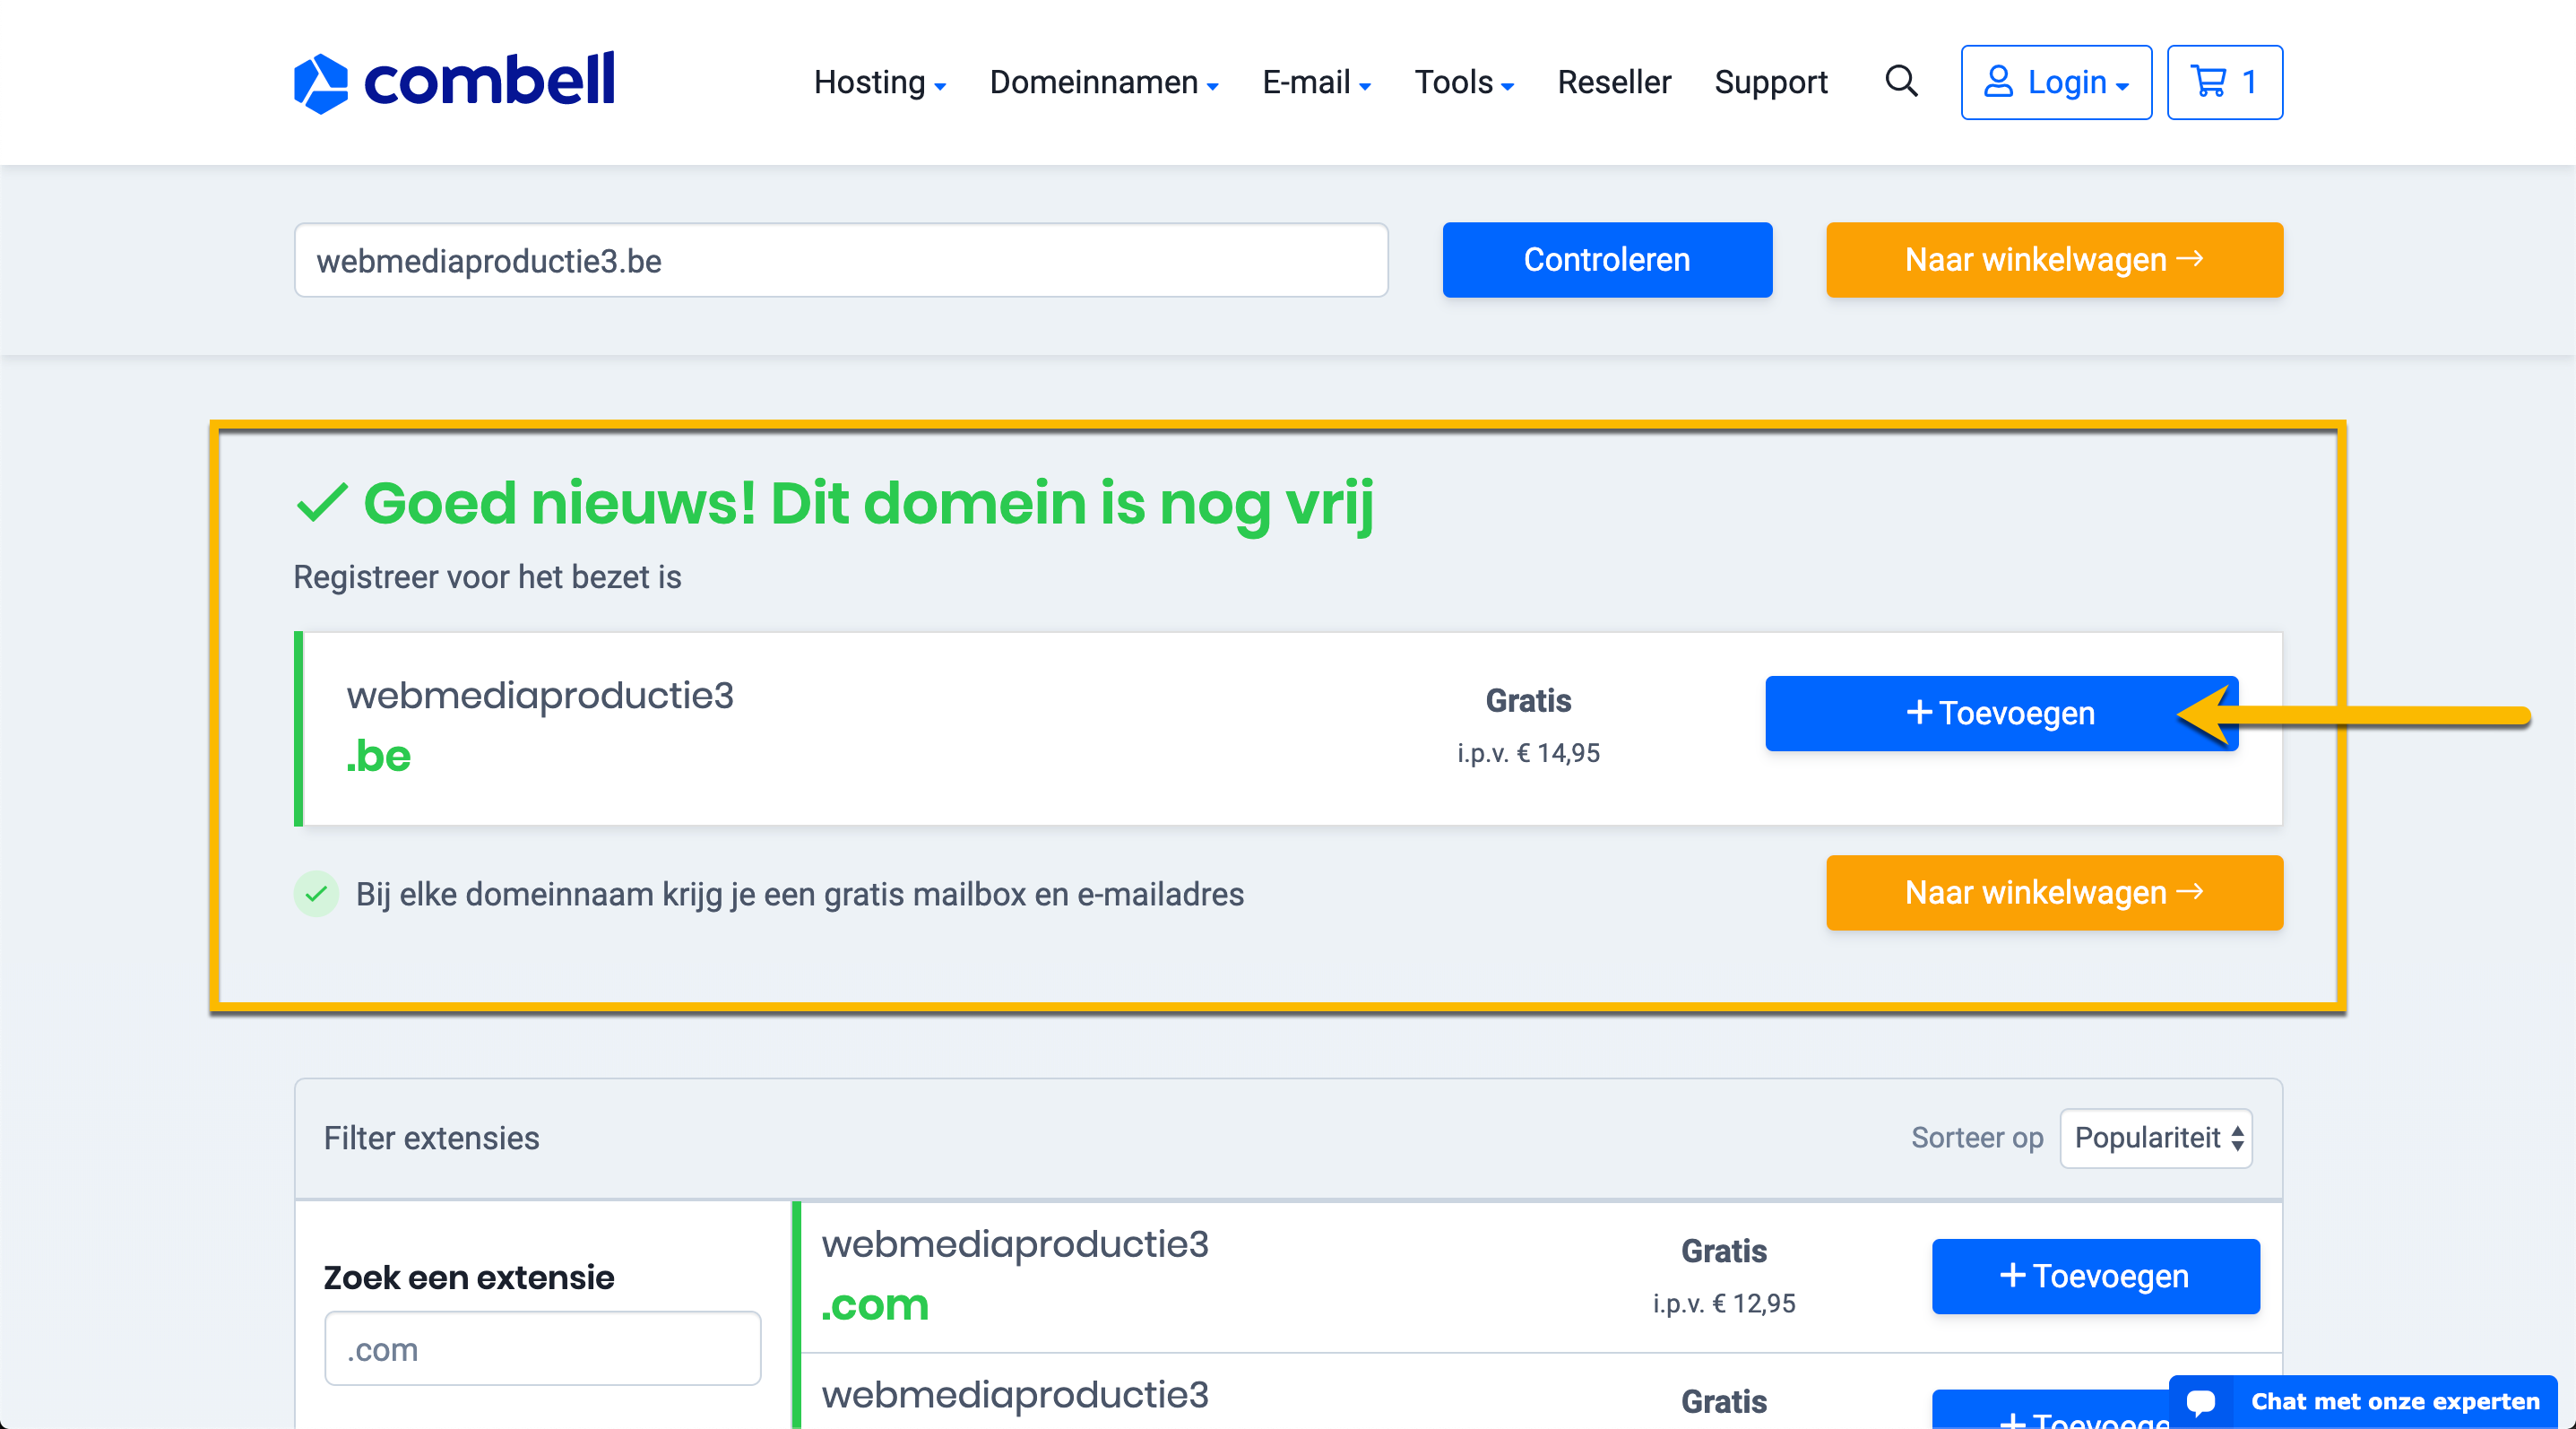 combell
Hosting Domeinnamen E-mail Tools Reseller Support Login 1
webmediaproductie3.be Controleren Naar winkelwagen →
Goed nieuws! Dit domein is nog vrij
Registreer voor het bezet is
webmediaproductie3
.be
Gratis
i.p.v. € 14,95
+ Toevoegen
Bij elke domeinnaam krijg je een gratis mailbox en e-mailadres
Naar winkelwagen →
Filter extensies
Sorteer op Populariteit
Zoek een extensie
.com
webmediaproductie3
.com
Gratis
i.p.v. € 12,95
+ Toevoegen
webmediaproductie3
Gratis
Chat met onze experten